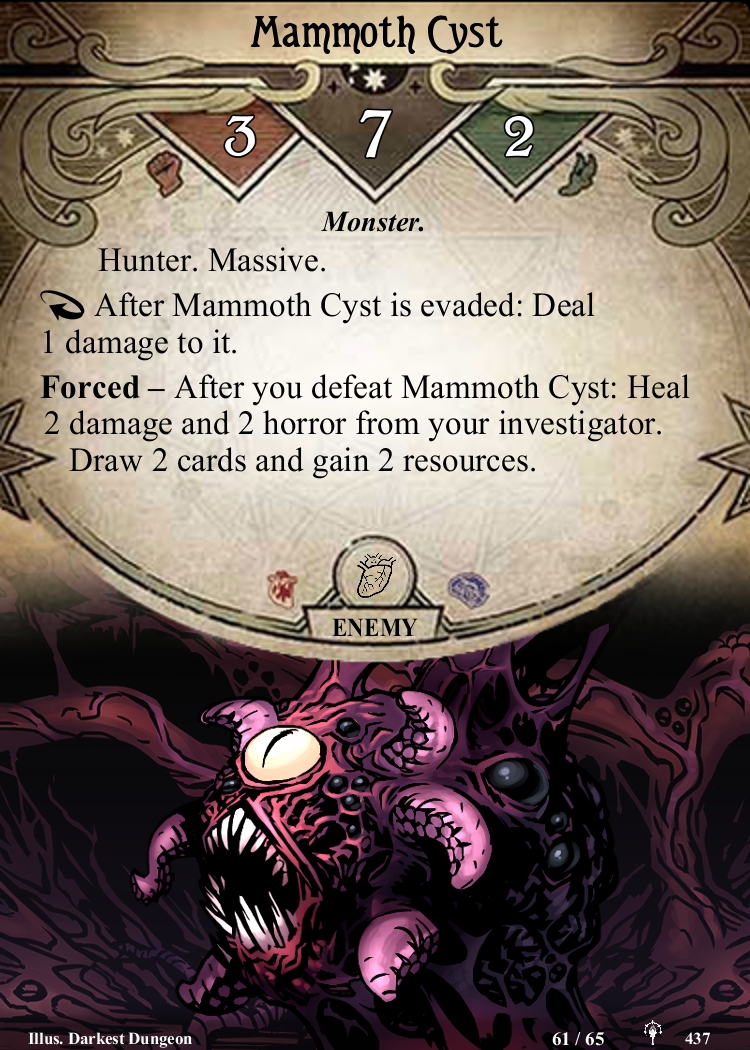 Mammoth Cyst
3 7 2
Monster.
Hunter. Massive.
After Mammoth Cyst is evaded: Deal
1 damage to it.
Forced – After you defeat Mammoth Cyst: Heal
2 damage and 2 horror from your investigator.
Draw 2 cards and gain 2 resources.
ENEMY
Illus. Darkest Dungeon 61 / 65 437